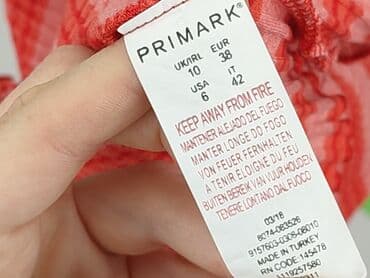 PRIMARK®
UK/IRL EUR
10 38
USA IT
6 42
KEEP AWAY FROM FIRE
MANTENER ALEJADO DEL FUEGO
MANTER LONGE DO FOGO
VON FEUER FERNHALTEN
A TENIR ÉLOIGNÉ DU FEU
BUITEN BEREIK VAN VUUR HOUDEN
TENERE LONTANO DAL FUOCO
03/18
MADE IN TURKEY
RN CODE 145478